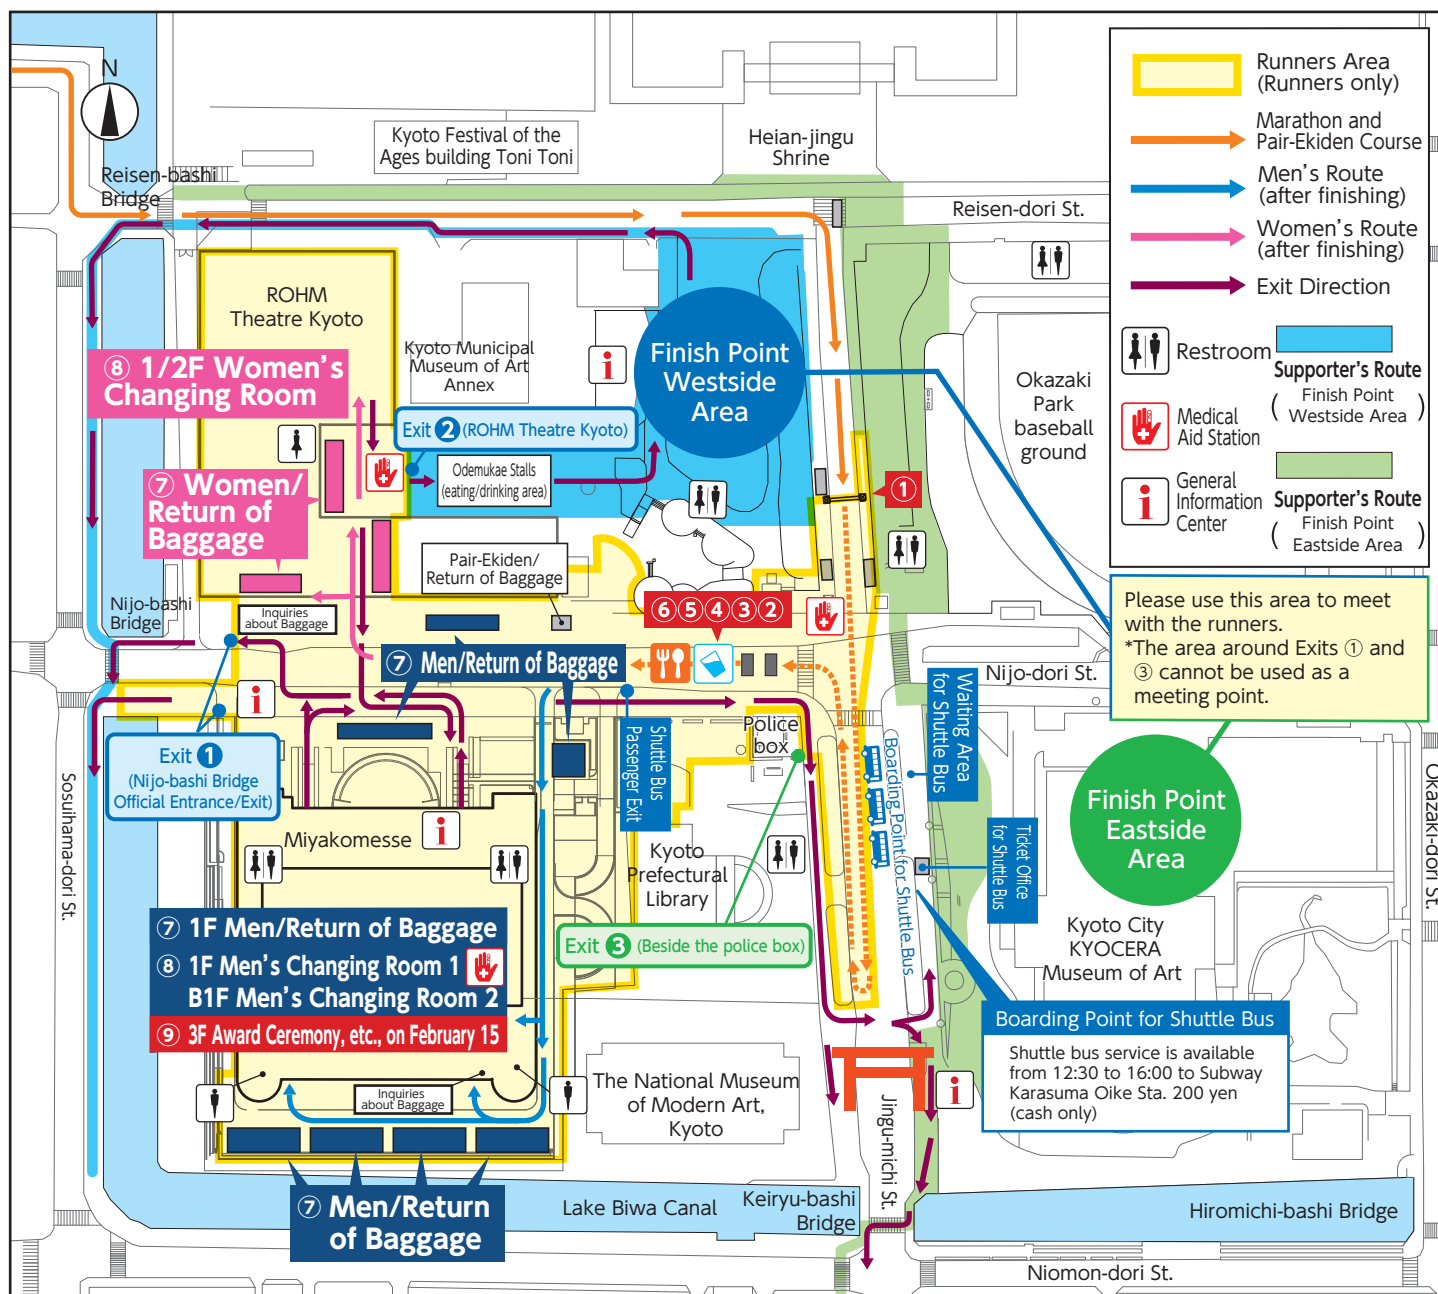 N
Reisen-bashi
Bridge
Kyoto Festival of the
Ages building Toni Toni
Heian-jingu
Shrine
Reisen-dori St.
Runners Area
(Runners only)
Marathon and
Pair-Ekiden Course
Men's Route
(after finishing)
Women's Route
(after finishing)
Exit Direction
Restroom
Supporter's Route
( Finish Point
Westside Area )
Medical
Aid Station
i
General
Information
Center
Supporter's Route
( Finish Point
Eastside Area )
ROHM
Theatre Kyoto
⑧ 1/2F Women's
Changing Room
Kyoto Municipal
Museum of Art
Annex
i
Finish Point
Westside
Area
Okazaki
Park
baseball
ground
Exit ❷ (ROHM Theatre Kyoto)
Odemukae Stalls
(eating/drinking area)
①
⑦ Women/
Return of
Baggage
Pair-Ekiden/
Return of Baggage
Nijo-bashi
Bridge
Inquiries
about Baggage
⑥⑤④③②
Please use this area to meet
with the runners.
*The area around Exits ① and
③ cannot be used as a
meeting point.
⑦ Men/Return of Baggage
Nijo-dori St.
i
Exit ❶
(Nijo-bashi Bridge
Official Entrance/Exit)
Shuttle Bus
Passenger Exit
Police
box
Waiting Area
for Shuttle Bus
Boarding Point for Shuttle Bus
Ticket Office
for Shuttle Bus
Finish Point
Eastside
Area
Sosuihama-dori St.
Okazaki-dori St.
Miyakomesse
i
Kyoto
Prefectural
Library
Exit ❸ (Beside the police box)
Kyoto City
KYOCERA
Museum of Art
⑦ 1F Men/Return of Baggage
⑧ 1F Men's Changing Room 1
B1F Men's Changing Room 2
⑨ 3F Award Ceremony, etc., on February 15
Boarding Point for Shuttle Bus
Shuttle bus service is available
from 12:30 to 16:00 to Subway
Karasuma Oike Sta. 200 yen
(cash only)
Inquiries
about Baggage
The National Museum
of Modern Art,
Kyoto
i
Jingu-michi St.
⑦ Men/Return
of Baggage
Lake Biwa Canal
Keiryu-bashi
Bridge
Hiromichi-bashi Bridge
Niomon-dori St.